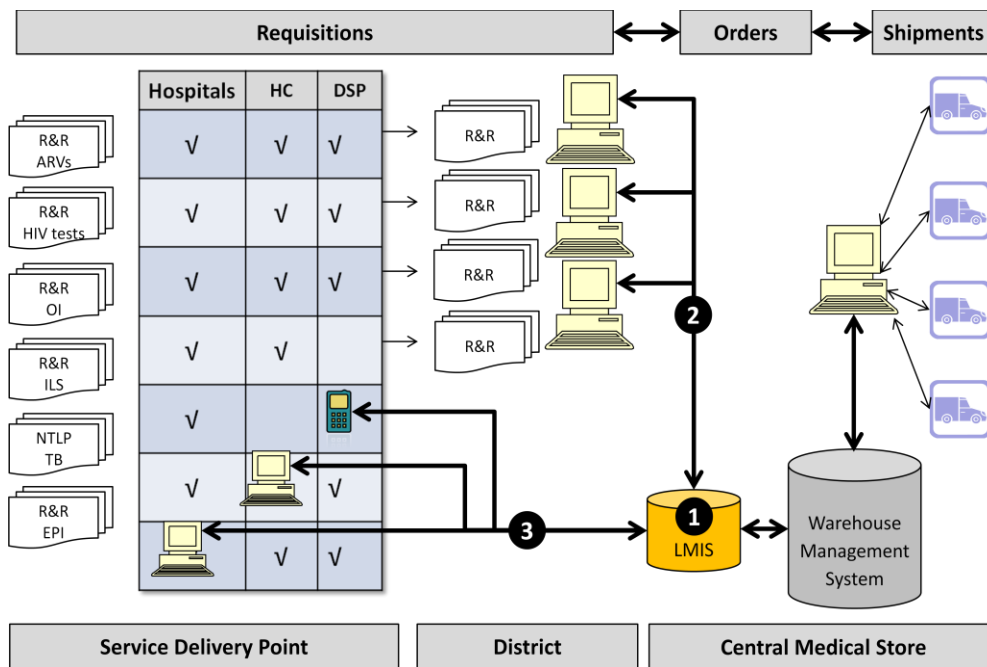 Requisitions
Orders
Shipments
Hospitals
HC
DSP
R&R
ARVs
√
√
√
R&R
R&R
HIV tests
√
√
√
R&R
R&R
OI
√
√
√
R&R
2
R&R
ILS
√
√
R&R
NTLP
TB
√
R&R
EPI
√
√
3
1
LMIS
Warehouse
Management
System
√
√
Service Delivery Point
District
Central Medical Store